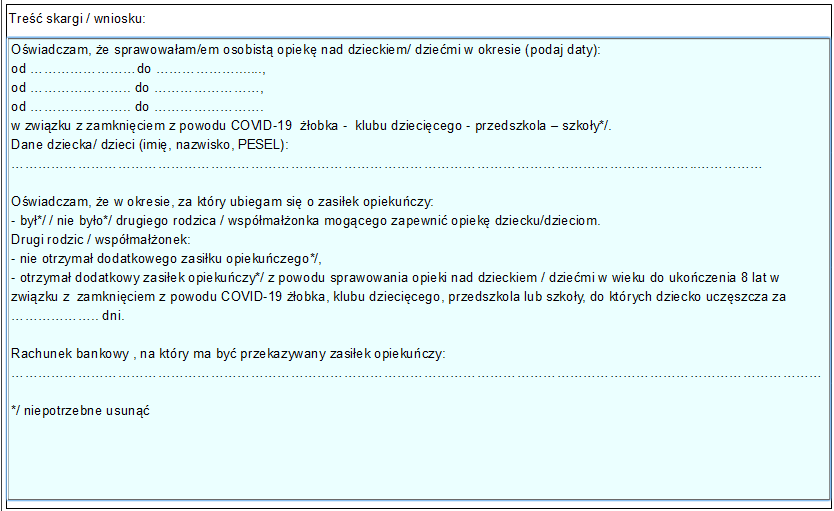 Treść skargi / wniosku:
Oświadczam, że sprawowałam/em osobistą opiekę nad dzieckiem/ dziećmi w okresie (podaj daty):
od …………………… do ………………….....,
od ………………….. do ……………………,
od ………………….. do …………………….
w związku z zamknięciem z powodu COVID-19 żłobka - klubu dziecięcego - przedszkola – szkoły*/.
Dane dziecka/ dzieci (imię, nazwisko, PESEL):
……………………………………………………………………………………………………………………………………………………
Oświadczam, że w okresie, za który ubiegam się o zasiłek opiekuńczy:
- był*/ / nie było*/ drugiego rodzica / współmałżonka mogącego zapewnić opiekę dziecku/dzieciom.
Drugi rodzic / współmałżonek:
- nie otrzymał dodatkowego zasiłku opiekuńczego*/,
- otrzymał dodatkowy zasiłek opiekuńczy*/ z powodu sprawowania opieki nad dzieckiem / dziećmi w wieku do ukończenia 8 lat w
związku z zamknięciem z powodu COVID-19 żłobka, klubu dziecięcego, przedszkola lub szkoły, do których dziecko uczęszcza za
……………….. dni.
Rachunek bankowy , na który ma być przekazywany zasiłek opiekuńczy:
………………………………………………………………………………………………………………………………………………………………
*/ niepotrzebne usunąć